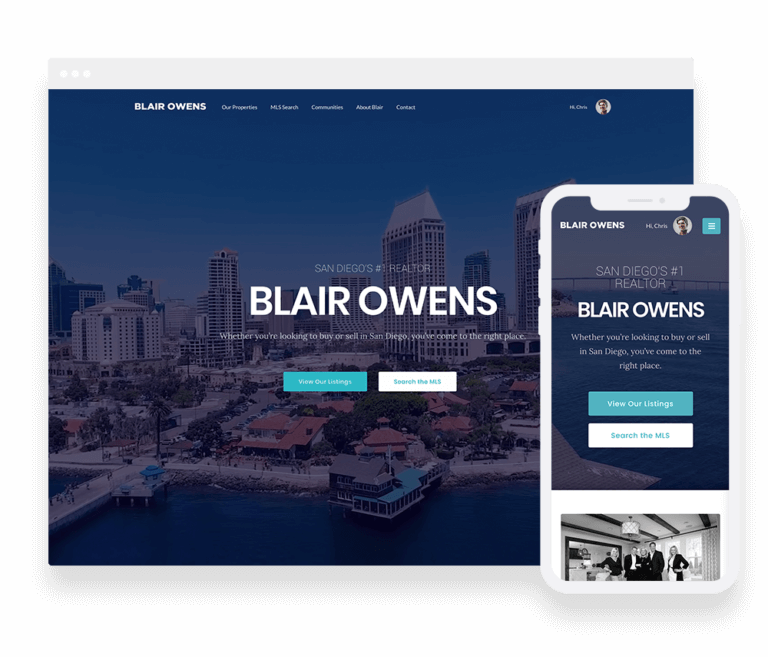 BLAIR OWENS Our Properties MLS Search Communities About Blair Contact Hi, Chris
SAN DIEGO'S #1 REALTOR
BLAIR OWENS
Whether you're looking to buy or sell in San Diego, you've come to the right place.
View Our Listings Search the MLS
BLAIR OWENS Hi, Chris
SAN DIEGO'S #1
REALTOR
BLAIR OWENS
Whether you're looking to buy or sell
in San Diego, you've come to the
right place.
View Our Listings
Search the MLS